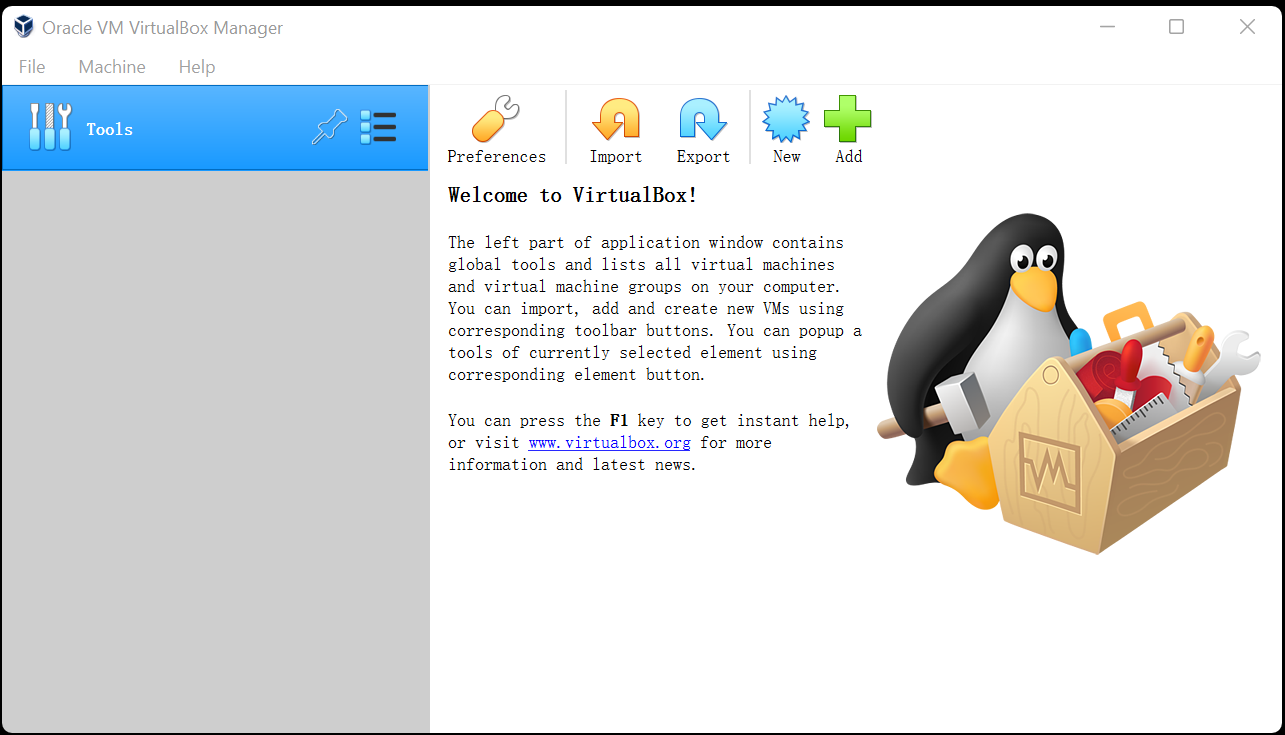 Oracle VM VirtualBox Manager
File Machine Help
Tools
Preferences Import Export New Add
Welcome to VirtualBox!
The left part of application window contains
global tools and lists all virtual machines
and virtual machine groups on your computer.
You can import, add and create new VMs using
corresponding toolbar buttons. You can popup a
tools of currently selected element using
corresponding element button.
You can press the F1 key to get instant help,
or visit www.virtualbox.org for more
information and latest news.